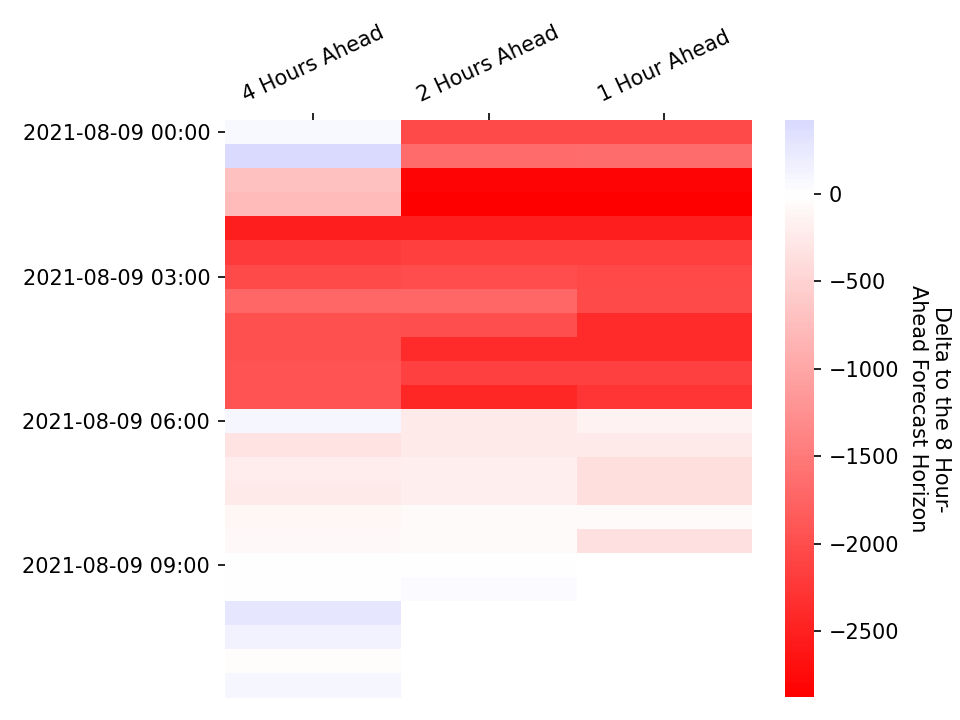 4 Hours Ahead
2 Hours Ahead
1 Hour Ahead
2021-08-09 00:00
2021-08-09 03:00
2021-08-09 06:00
2021-08-09 09:00
0
−500
−1000
−1500
−2000
−2500
Delta to the 8 Hour-
Ahead Forecast Horizon